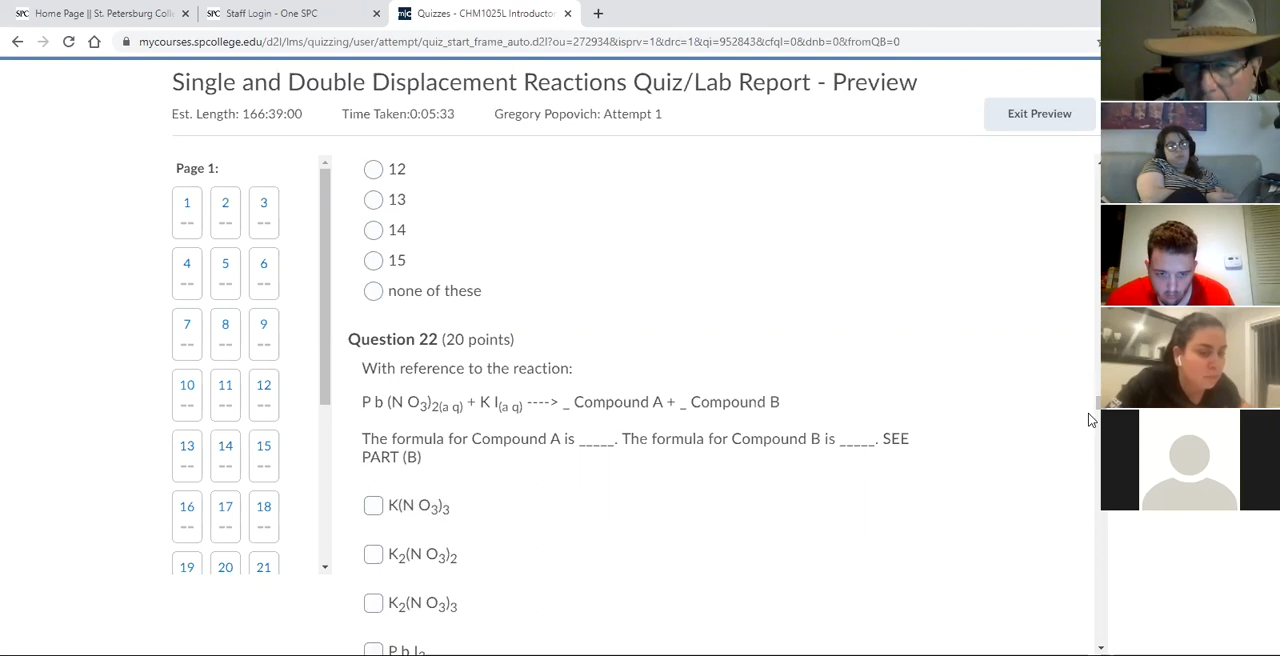 Home Page || St. Petersburg Coll
Staff Login - One SPC
Quizzes - CHM1025L Introductor
mycourses.spcollege.edu/d2l/lms/quizzing/user/attempt/quiz_start_frame_auto.d2l?ou=272934&isprv=1&drc=1&qi=952843&cfql=0&dnb=0&fromQB=0
Single and Double Displacement Reactions Quiz/Lab Report - Preview
Est. Length: 166:39:00 Time Taken:0:05:33 Gregory Popovich: Attempt 1 Exit Preview
Page 1:
1 2 3
-- -- --
4 5 6
-- -- --
7 8 9
-- -- --
10 11 12
-- -- --
13 14 15
-- -- --
16 17 18
-- -- --
19 20 21
12
13
14
15
none of these
Question 22 (20 points)
With reference to the reaction:
P b (N O3)2(a q) + K I(a q) ----> _ Compound A + _ Compound B
The formula for Compound A is _____. The formula for Compound B is _____. SEE
PART (B)
K(N O3)3
K2(N O3)2
K2(N O3)3
P b I2